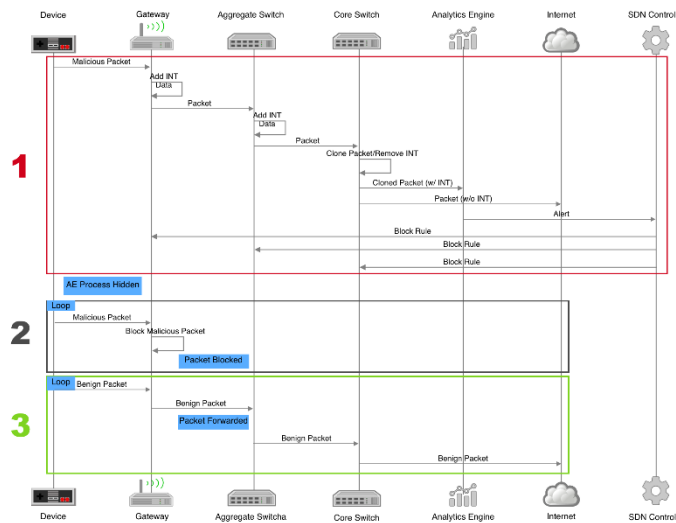 Device Gateway Aggregate Switch Core Switch Analytics Engine Internet SDN Control
Malicious Packet
Add INT
Data
Packet
Add INT
Data
Packet
Clone Packet/Remove INT
1
Cloned Packet (w/ INT)
Packet (w/o INT)
Alert
Block Rule
Block Rule
Block Rule
AE Process Hidden
Loop
Malicious Packet
2
Block Malicious Packet
Packet Blocked
Loop
Benign Packet
Benign Packet
3
Packet Forwarded
Benign Packet
Benign Packet
Device Gateway Aggregate Switcha Core Switch Analytics Engine Internet SDN Control